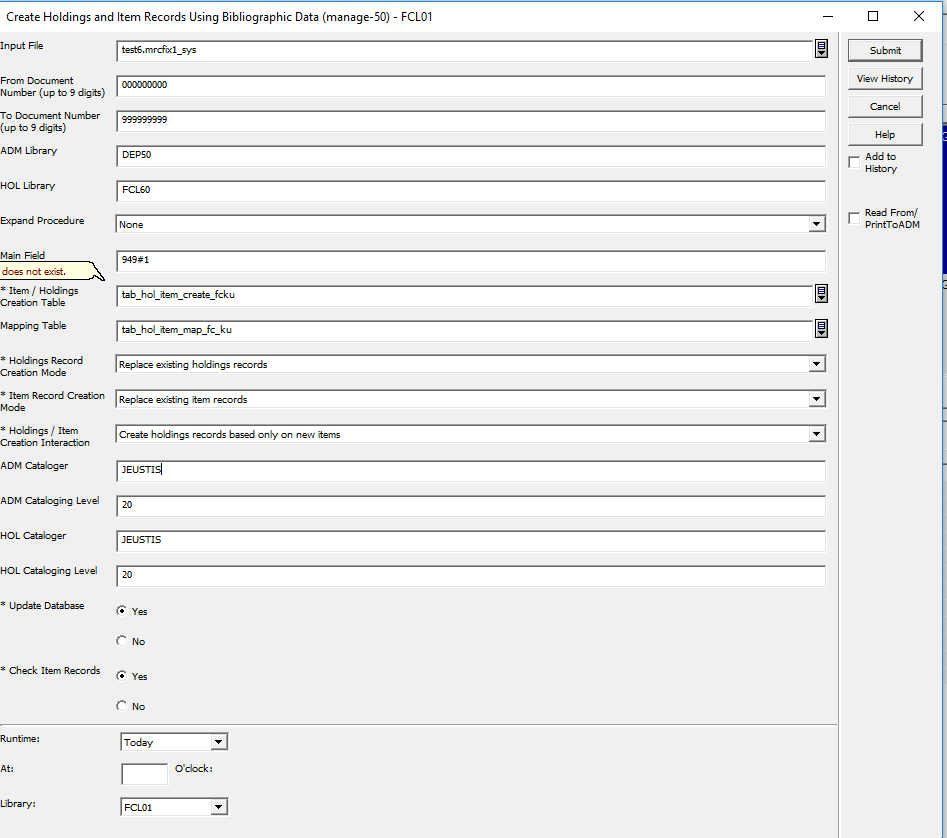 Create Holdings and Item Records Using Bibliographic Data (manage-50) - FCL01
Input File
test6.mrcfix1_sys
Submit
From Document
Number (up to 9 digits)
000000000
View History
To Document Number
(up to 9 digits)
999999999
Cancel
Help
ADM Library
DEP50
Add to
History
HOL Library
FCL60
Expand Procedure
None
Read From/
PrintToADM
Main Field
949#1
does not exist.
* Item / Holdings
Creation Table
tab_hol_item_create_fcku
Mapping Table
tab_hol_item_map_fc_ku
* Holdings Record
Creation Mode
Replace existing holdings records
* Item Record Creation
Mode
Replace existing item records
* Holdings / Item
Creation Interaction
Create holdings records based only on new items
ADM Cataloger
JEUSTIS
ADM Cataloging Level
20
HOL Cataloger
JEUSTIS
HOL Cataloging Level
20
* Update Database
Yes
No
* Check Item Records
Yes
No
Runtime:
Today
At:
O'clock:
Library:
FCL01